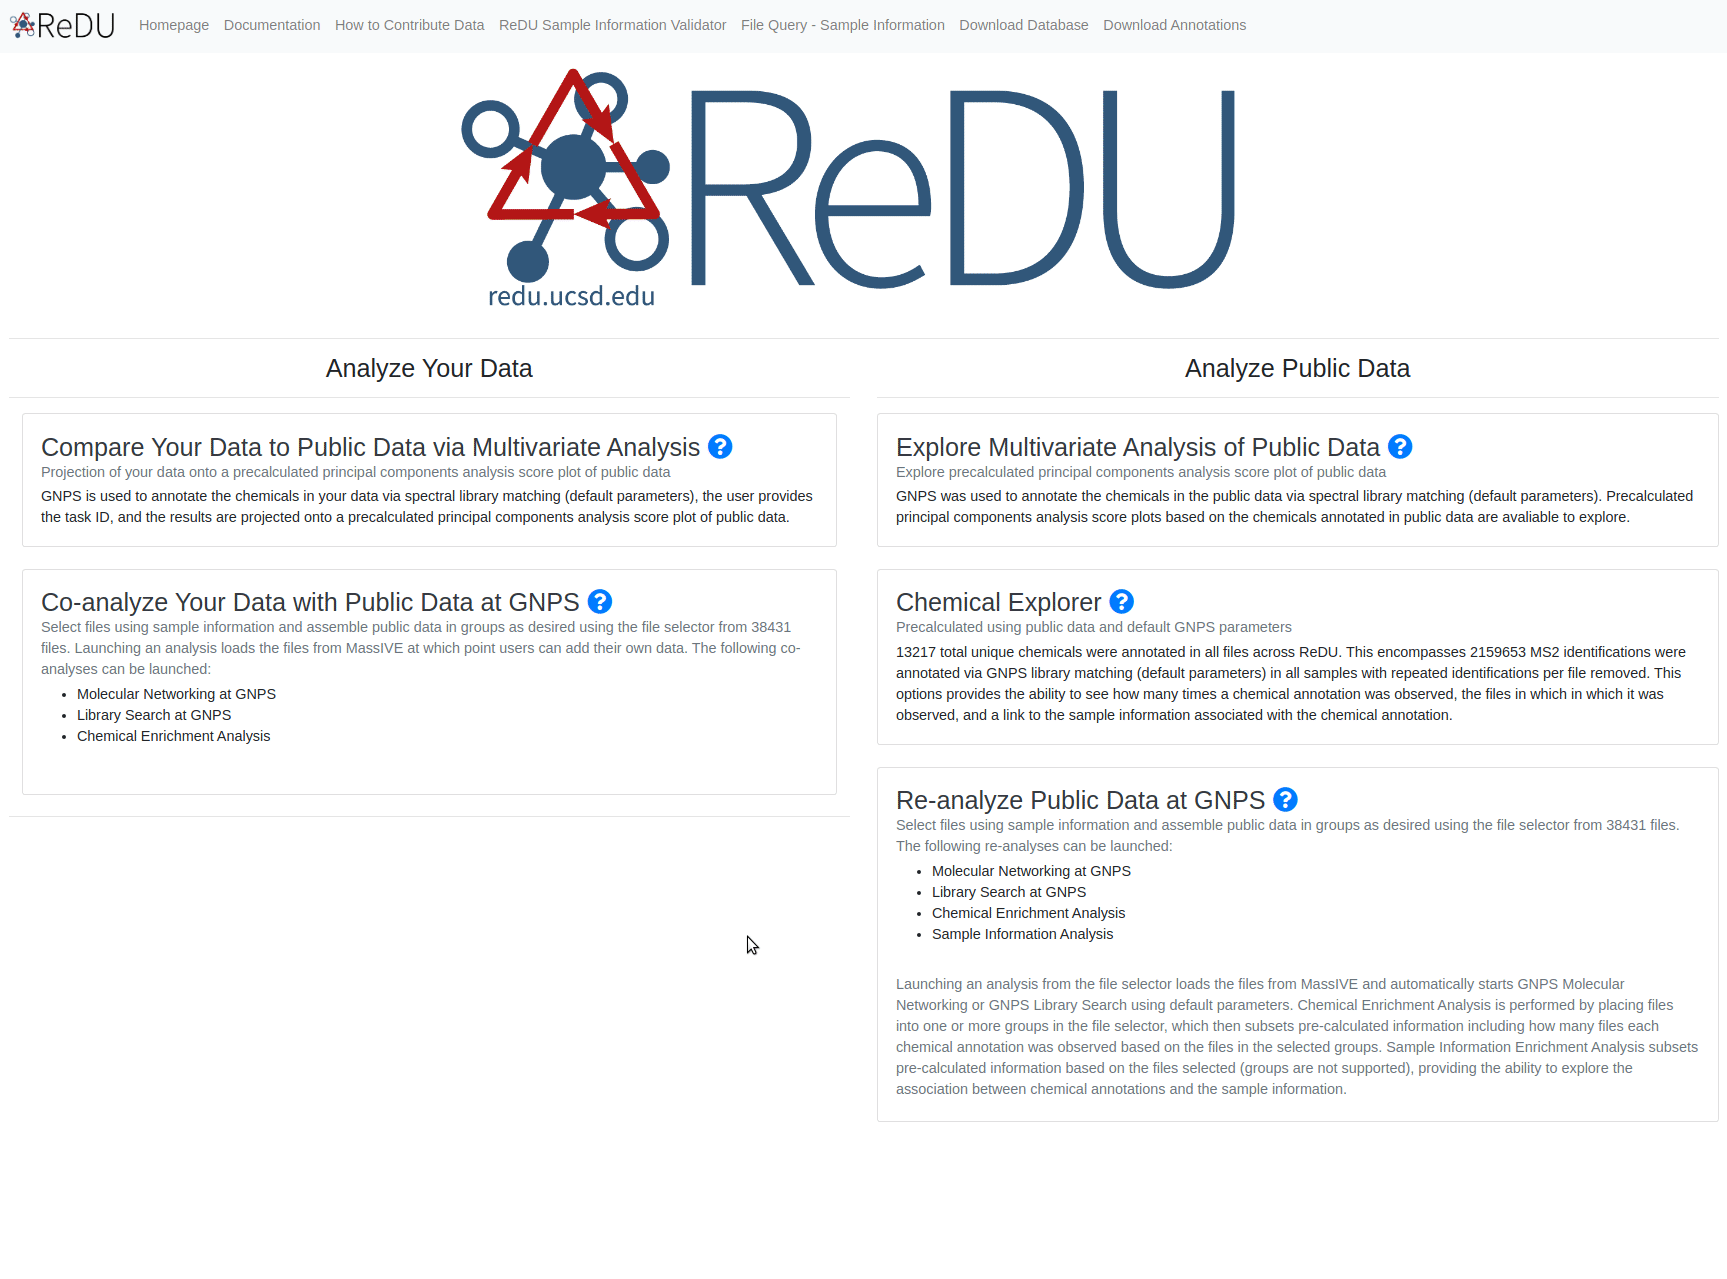 ReDU Homepage Documentation How to Contribute Data ReDU Sample Information Validator File Query - Sample Information Download Database Download Annotations
ReDU
redu.ucsd.edu
Analyze Your Data
Compare Your Data to Public Data via Multivariate Analysis ?
Projection of your data onto a precalculated principal components analysis score plot of public data
GNPS is used to annotate the chemicals in your data via spectral library matching (default parameters), the user provides
the task ID, and the results are projected onto a precalculated principal components analysis score plot of public data.
Co-analyze Your Data with Public Data at GNPS ?
Select files using sample information and assemble public data in groups as desired using the file selector from 38431
files. Launching an analysis loads the files from MassIVE at which point users can add their own data. The following co-
analyses can be launched:
• Molecular Networking at GNPS
• Library Search at GNPS
• Chemical Enrichment Analysis
Analyze Public Data
Explore Multivariate Analysis of Public Data ?
Explore precalculated principal components analysis score plot of public data
GNPS was used to annotate the chemicals in the public data via spectral library matching (default parameters). Precalculated
principal components analysis score plots based on the chemicals annotated in public data are avaliable to explore.
Chemical Explorer ?
Precalculated using public data and default GNPS parameters
13217 total unique chemicals were annotated in all files across ReDU. This encompasses 2159653 MS2 identifications were
annotated via GNPS library matching (default parameters) in all samples with repeated identifications per file removed. This
options provides the ability to see how many times a chemical annotation was observed, the files in which in which it was
observed, and a link to the sample information associated with the chemical annotation.
Re-analyze Public Data at GNPS ?
Select files using sample information and assemble public data in groups as desired using the file selector from 38431 files.
The following re-analyses can be launched:
• Molecular Networking at GNPS
• Library Search at GNPS
• Chemical Enrichment Analysis
• Sample Information Analysis
Launching an analysis from the file selector loads the files from MassIVE and automatically starts GNPS Molecular
Networking or GNPS Library Search using default parameters. Chemical Enrichment Analysis is performed by placing files
into one or more groups in the file selector, which then subsets pre-calculated information including how many files each
chemical annotation was observed based on the files in the selected groups. Sample Information Enrichment Analysis subsets
pre-calculated information based on the files selected (groups are not supported), providing the ability to explore the
association between chemical annotations and the sample information.